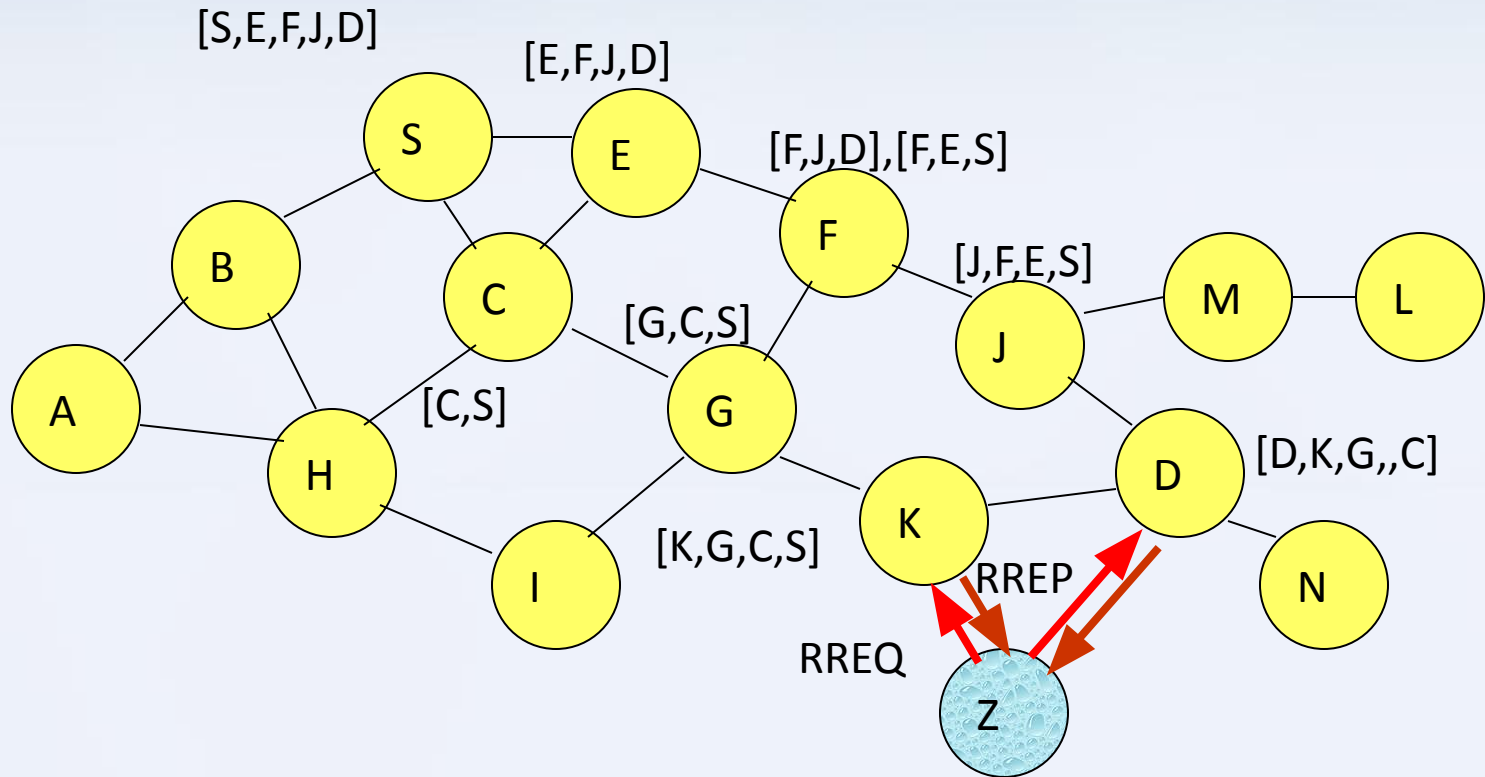 [S,E,F,J,D]
[E,F,J,D]
S
E
[F,J,D],[F,E,S]
F
B
[J,F,E,S]
C
M
L
[G,C,S]
J
A
[C,S]
G
[D,K,G,,C]
H
D
K
[K,G,C,S]
I
RREP
N
RREQ
Z